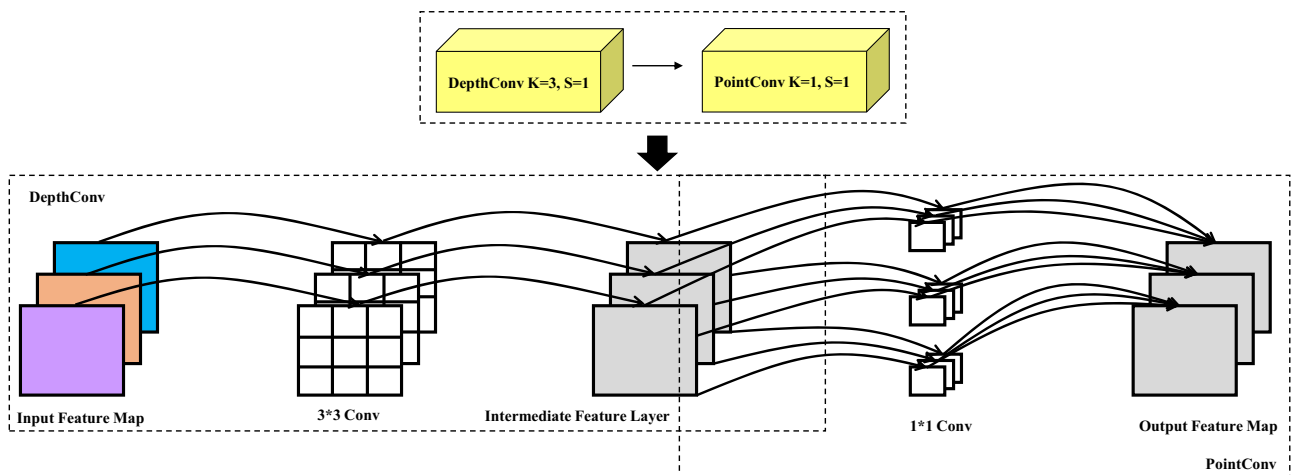 DepthConv K=3, S=1
PointConv K=1, S=1
DepthConv
Input Feature Map
3*3 Conv
Intermediate Feature Layer
1*1 Conv
Output Feature Map
PointConv